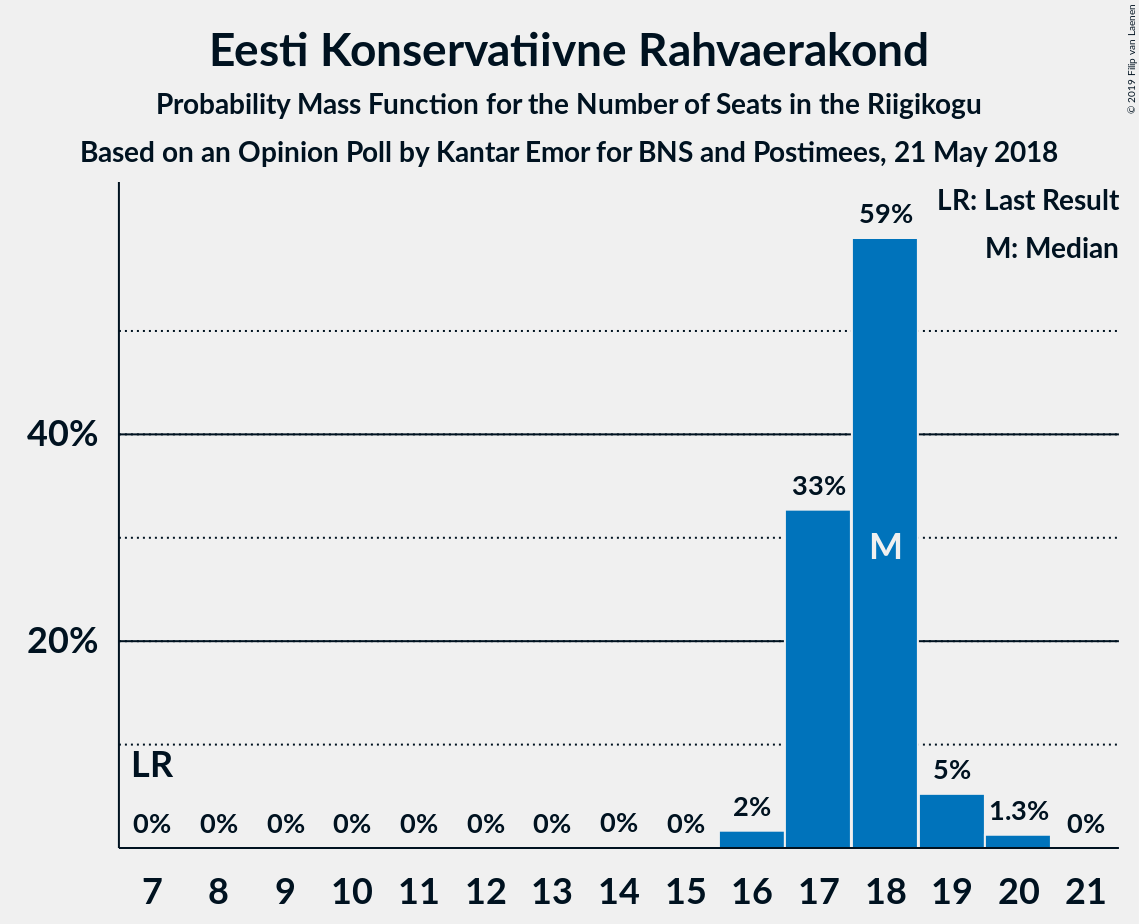 Eesti Konservatiivne Rahvaerakond
Probability Mass Function for the Number of Seats in the Riigikogu
Based on an Opinion Poll by Kantar Emor for BNS and Postimees, 21 May 2018
© 2019 Filip van Laenen
LR: Last Result
M: Median
59%
40%
33%
M
20%
LR
0% 0% 0% 0% 0% 0% 0% 0% 0% 2% 5% 1.3% 0%
7 8 9 10 11 12 13 14 15 16 17 18 19 20 21